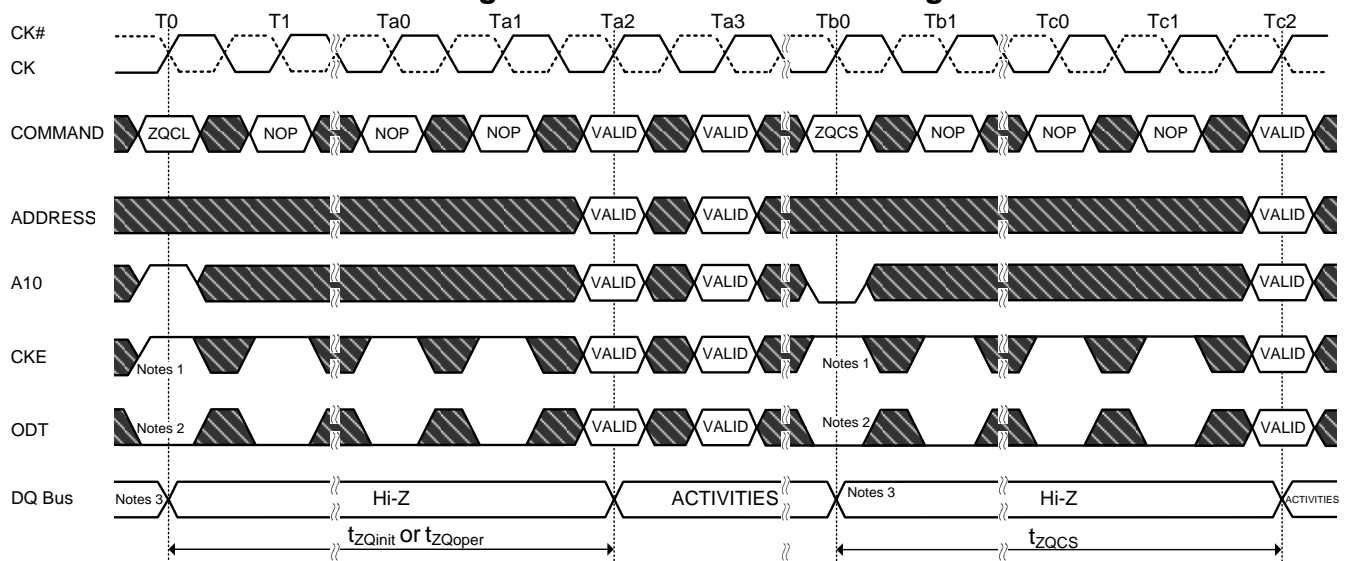 T0 T1 Ta0 Ta1 Ta2 Ta3 Tb0 Tb1 Tc0 Tc1 Tc2
CK#
CK
COMMAND ZQCL NOP NOP NOP VALID VALID ZQCS NOP NOP NOP VALID
ADDRESS VALID VALID VALID
A10 VALID VALID VALID
CKE Notes 1 VALID VALID Notes 1 VALID
ODT Notes 2 VALID VALID Notes 2 VALID
DQ Bus Notes 3 Hi-Z ACTIVITIES Notes 3 Hi-Z ACTIVITIES
tZQinit or tZQoper tZQCS